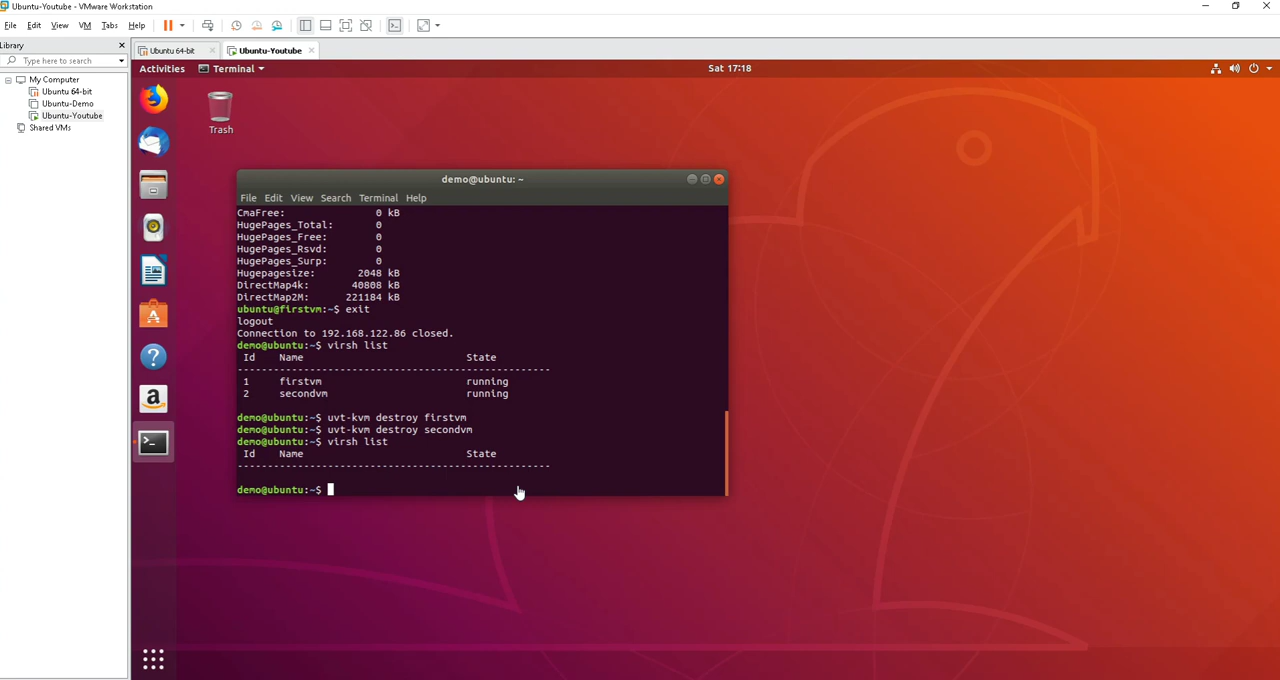 Ubuntu-Youtube - VMware Workstation
File Edit View VM Tabs Help
Library
Type here to search
My Computer
Ubuntu 64-bit
Ubuntu-Demo
Ubuntu-Youtube
Shared VMs
Ubuntu 64-bit
Ubuntu-Youtube
Activities Terminal Sat 17:18
Trash
demo@ubuntu: ~
File Edit View Search Terminal Help
CmaFree: 0 kB
HugePages_Total: 0
HugePages_Free: 0
HugePages_Rsvd: 0
HugePages_Surp: 0
Hugepagesize: 2048 kB
DirectMap4k: 40808 kB
DirectMap2M: 221184 kB
ubuntu@firstvm:~$ exit
logout
Connection to 192.168.122.86 closed.
demo@ubuntu:~$ virsh list
Id Name State
----------------------------------------------------
1 firstvm running
2 secondvm running
demo@ubuntu:~$ uvt-kvm destroy firstvm
demo@ubuntu:~$ uvt-kvm destroy secondvm
demo@ubuntu:~$ virsh list
Id Name State
----------------------------------------------------
demo@ubuntu:~$